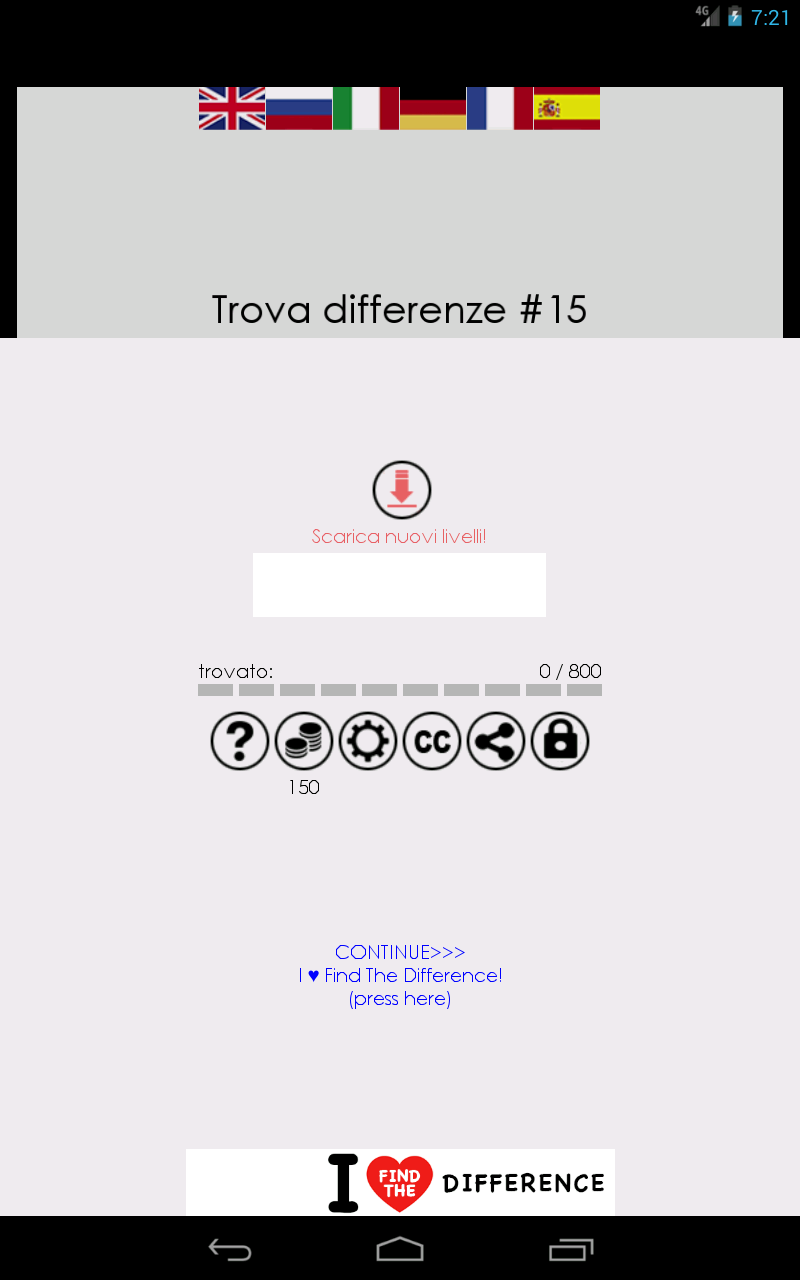 4G 7:21
Trova differenze #15
Scarica nuovi livelli!
trovato: 0 / 800
? CC
150
CONTINUE>>>
I ♥ Find The Difference!
(press here)
I FIND THE DIFFERENCE